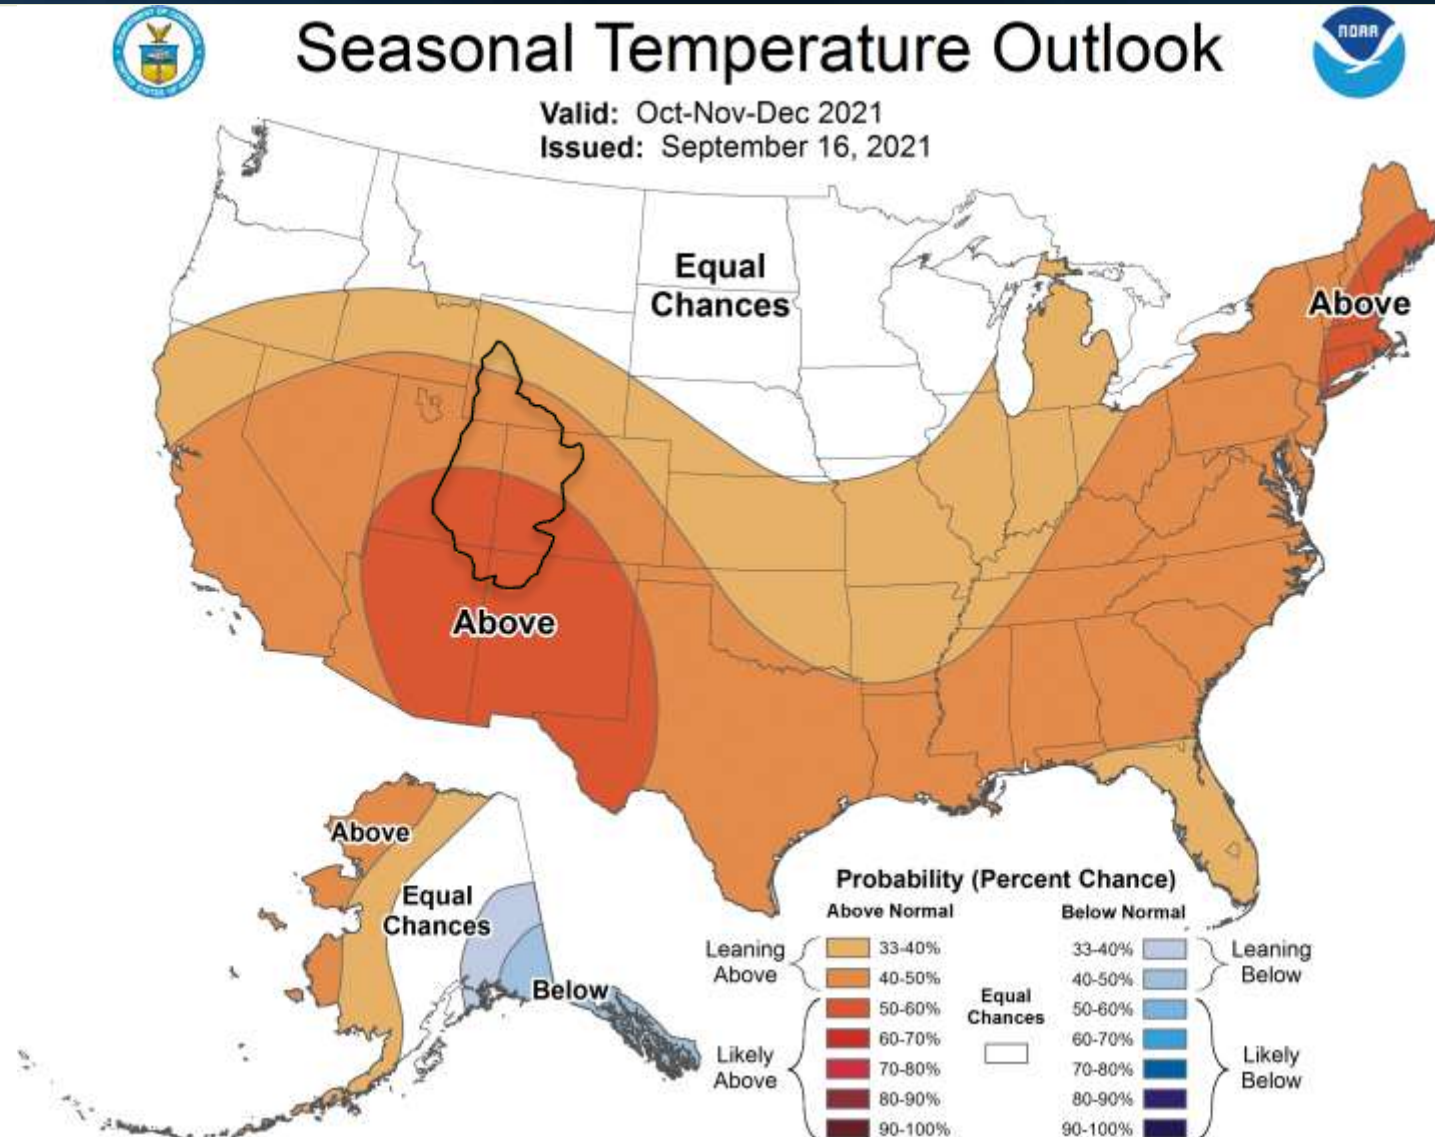 Seasonal Temperature Outlook
NOAA
Valid: Oct-Nov-Dec 2021
Issued: September 16, 2021
Equal
Chances
Above
Above
Above
Equal
Chances
Below
Probability (Percent Chance)
Above Normal
Below Normal
Leaning
Above
33-40%
40-50%
Likely
Above
50-60%
60-70%
70-80%
80-90%
90-100%
Equal
Chances
33-40%
40-50%
Leaning
Below
50-60%
60-70%
70-80%
80-90%
90-100%
Likely
Below